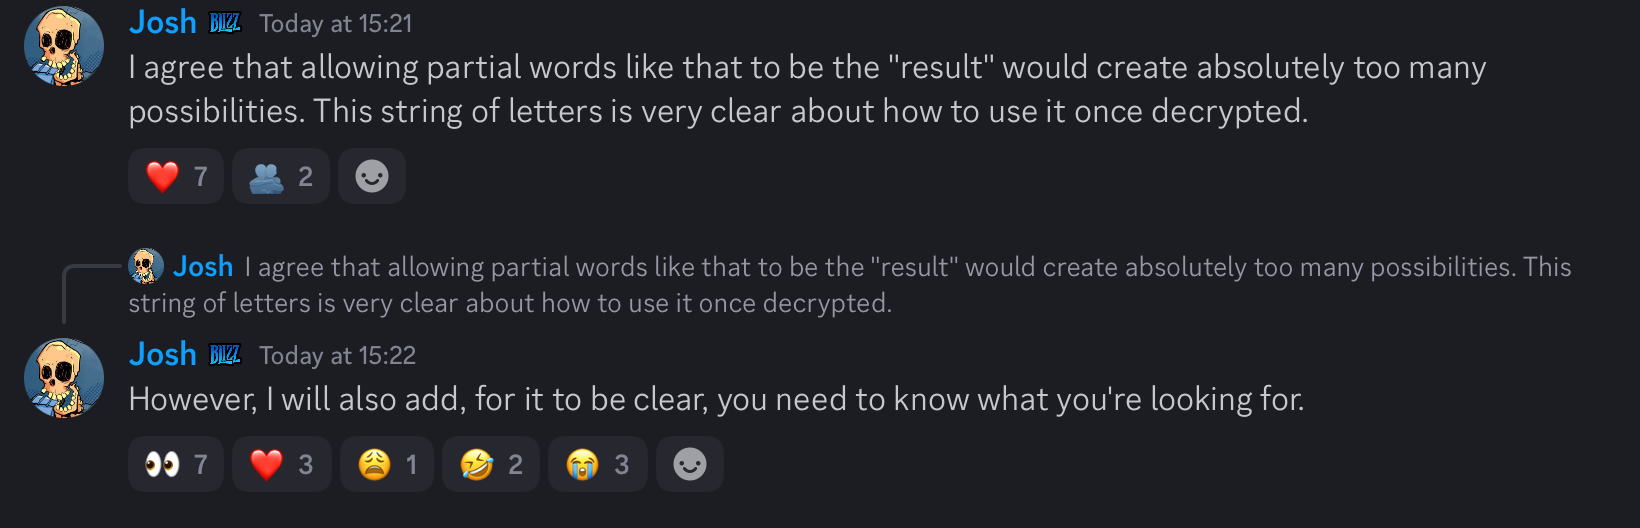 Josh BLIZZ Today at 15:21
I agree that allowing partial words like that to be the "result" would create absolutely too many
possibilities. This string of letters is very clear about how to use it once decrypted.
7 2
Josh I agree that allowing partial words like that to be the "result" would create absolutely too many possibilities. This
string of letters is very clear about how to use it once decrypted.
Josh BLIZZ Today at 15:22
However, I will also add, for it to be clear, you need to know what you're looking for.
7 3 1 2 3